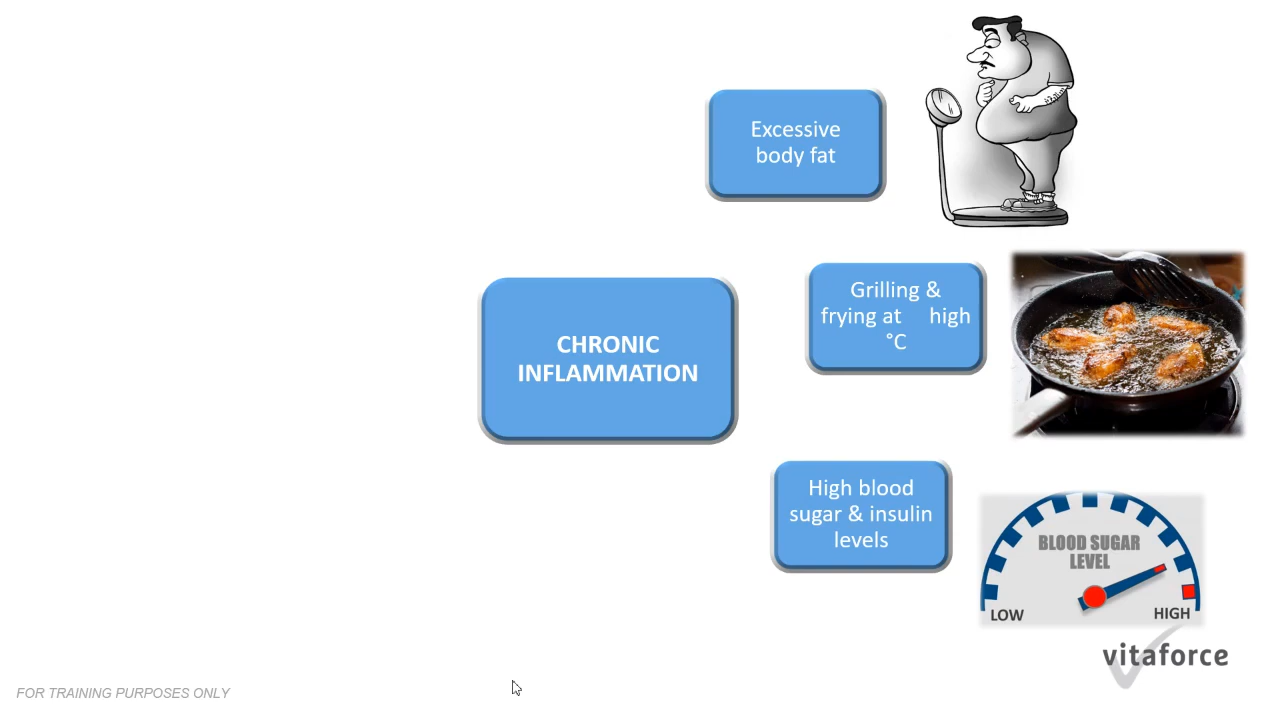 Excessive
body fat
Grilling &
frying at high
°C
CHRONIC
INFLAMMATION
High blood
sugar & insulin
levels
BLOOD SUGAR
LEVEL
LOW
HIGH
vitaforce
FOR TRAINING PURPOSES ONLY